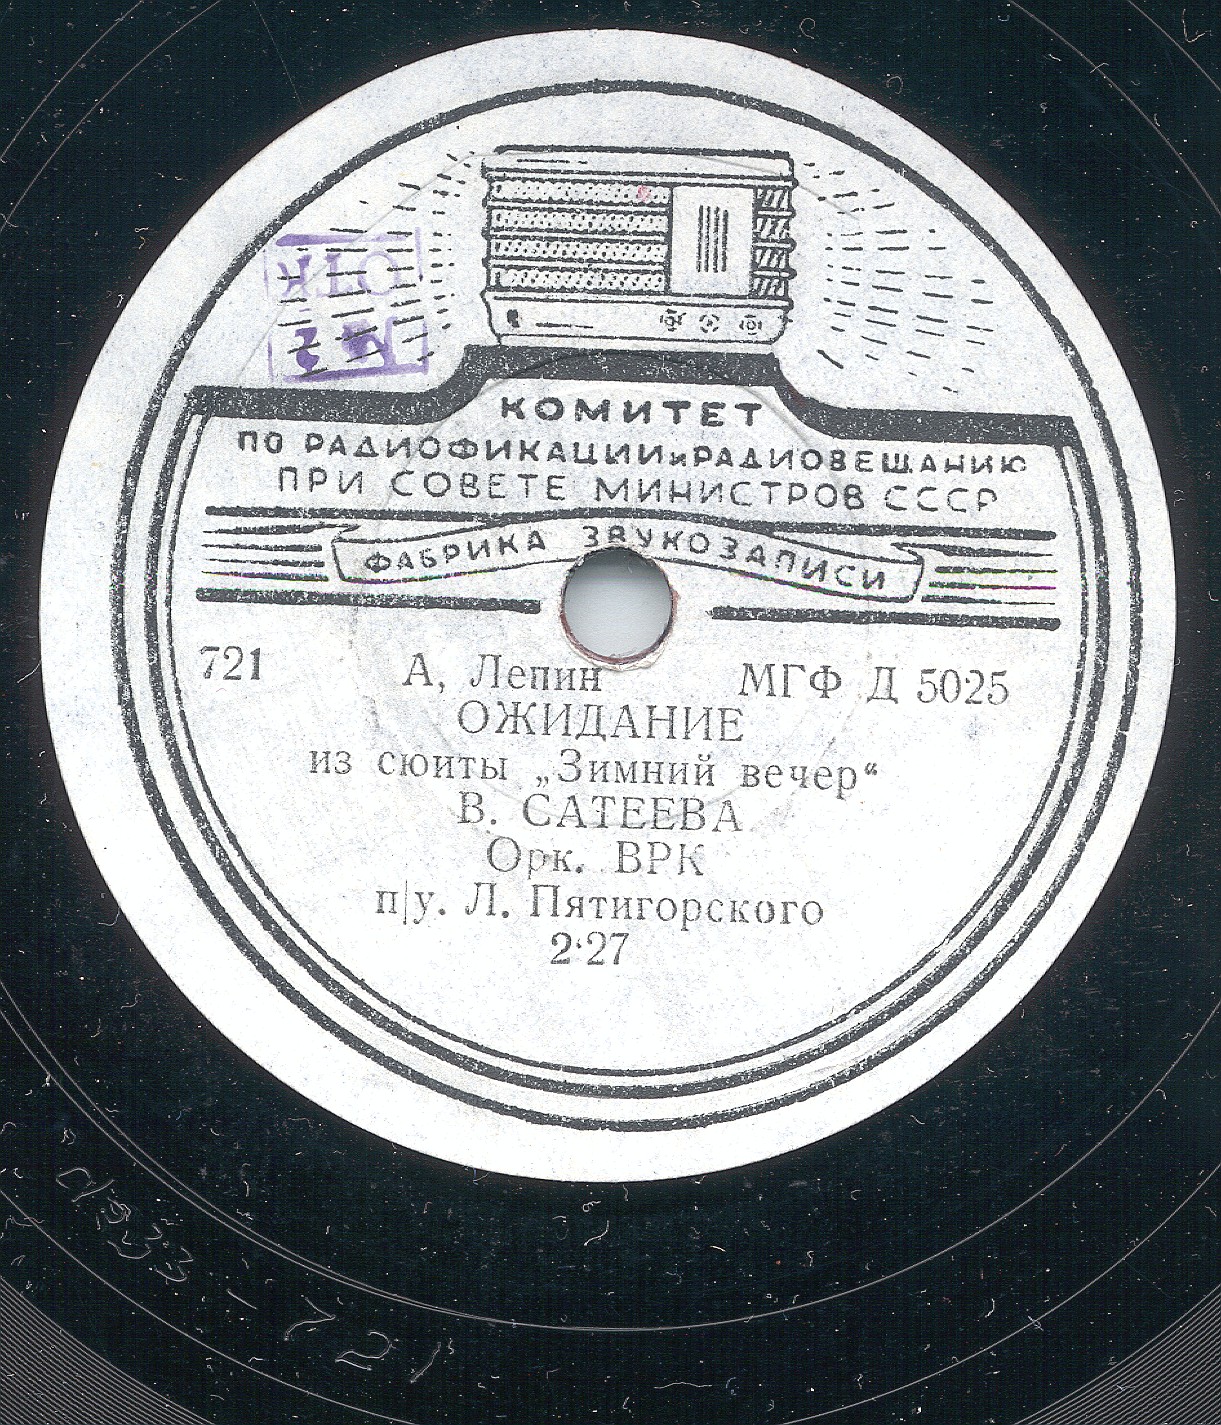 ОТК
КОМИТЕТ
ПО РАДИОФИКАЦИИ и РАДИОВЕЩАНИЮ
ПРИ СОВЕТЕ МИНИСТРОВ СССР
ФАБРИКА ЗВУКОЗАПИСИ
721 А, Лепин МГФ Д 5025
ОЖИДАНИЕ
из сюиты „Зимний вечер“
В. САТЕЕВА
Орк. ВРК
п/у. Л. Пятигорского
2·27